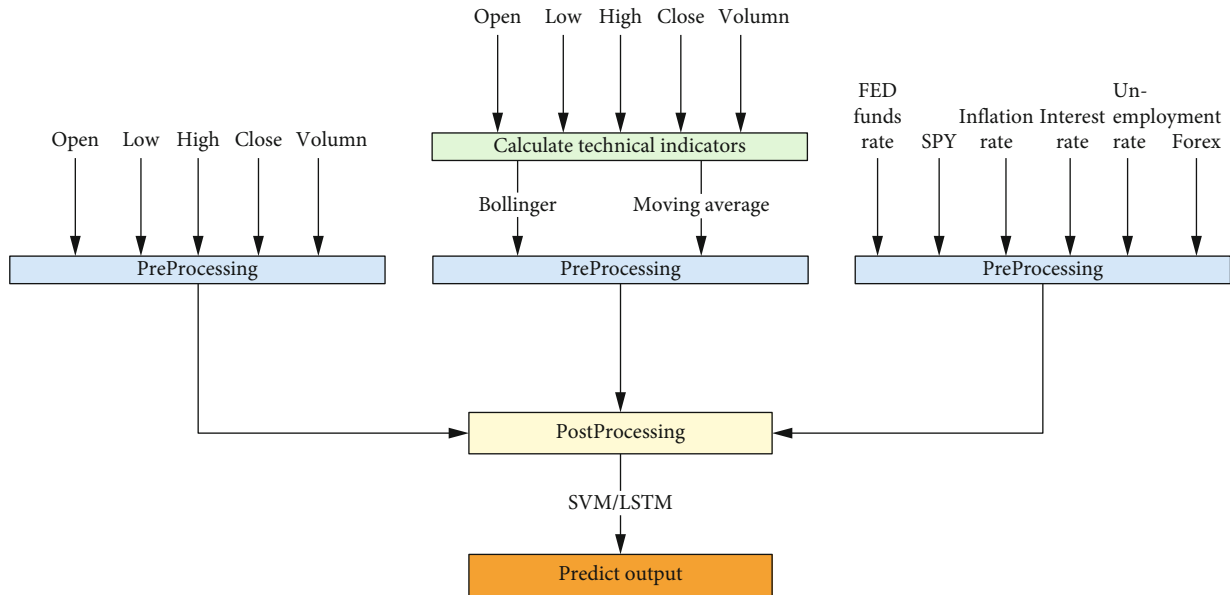 Open Low High Close Volumn
Calculate technical indicators
Bollinger Moving average
PreProcessing
Open Low High Close Volumn
PreProcessing
FED
funds
rate
SPY
Inflation
rate
Interest
rate
Un-
employment
rate
Forex
PreProcessing
PostProcessing
SVM/LSTM
Predict output